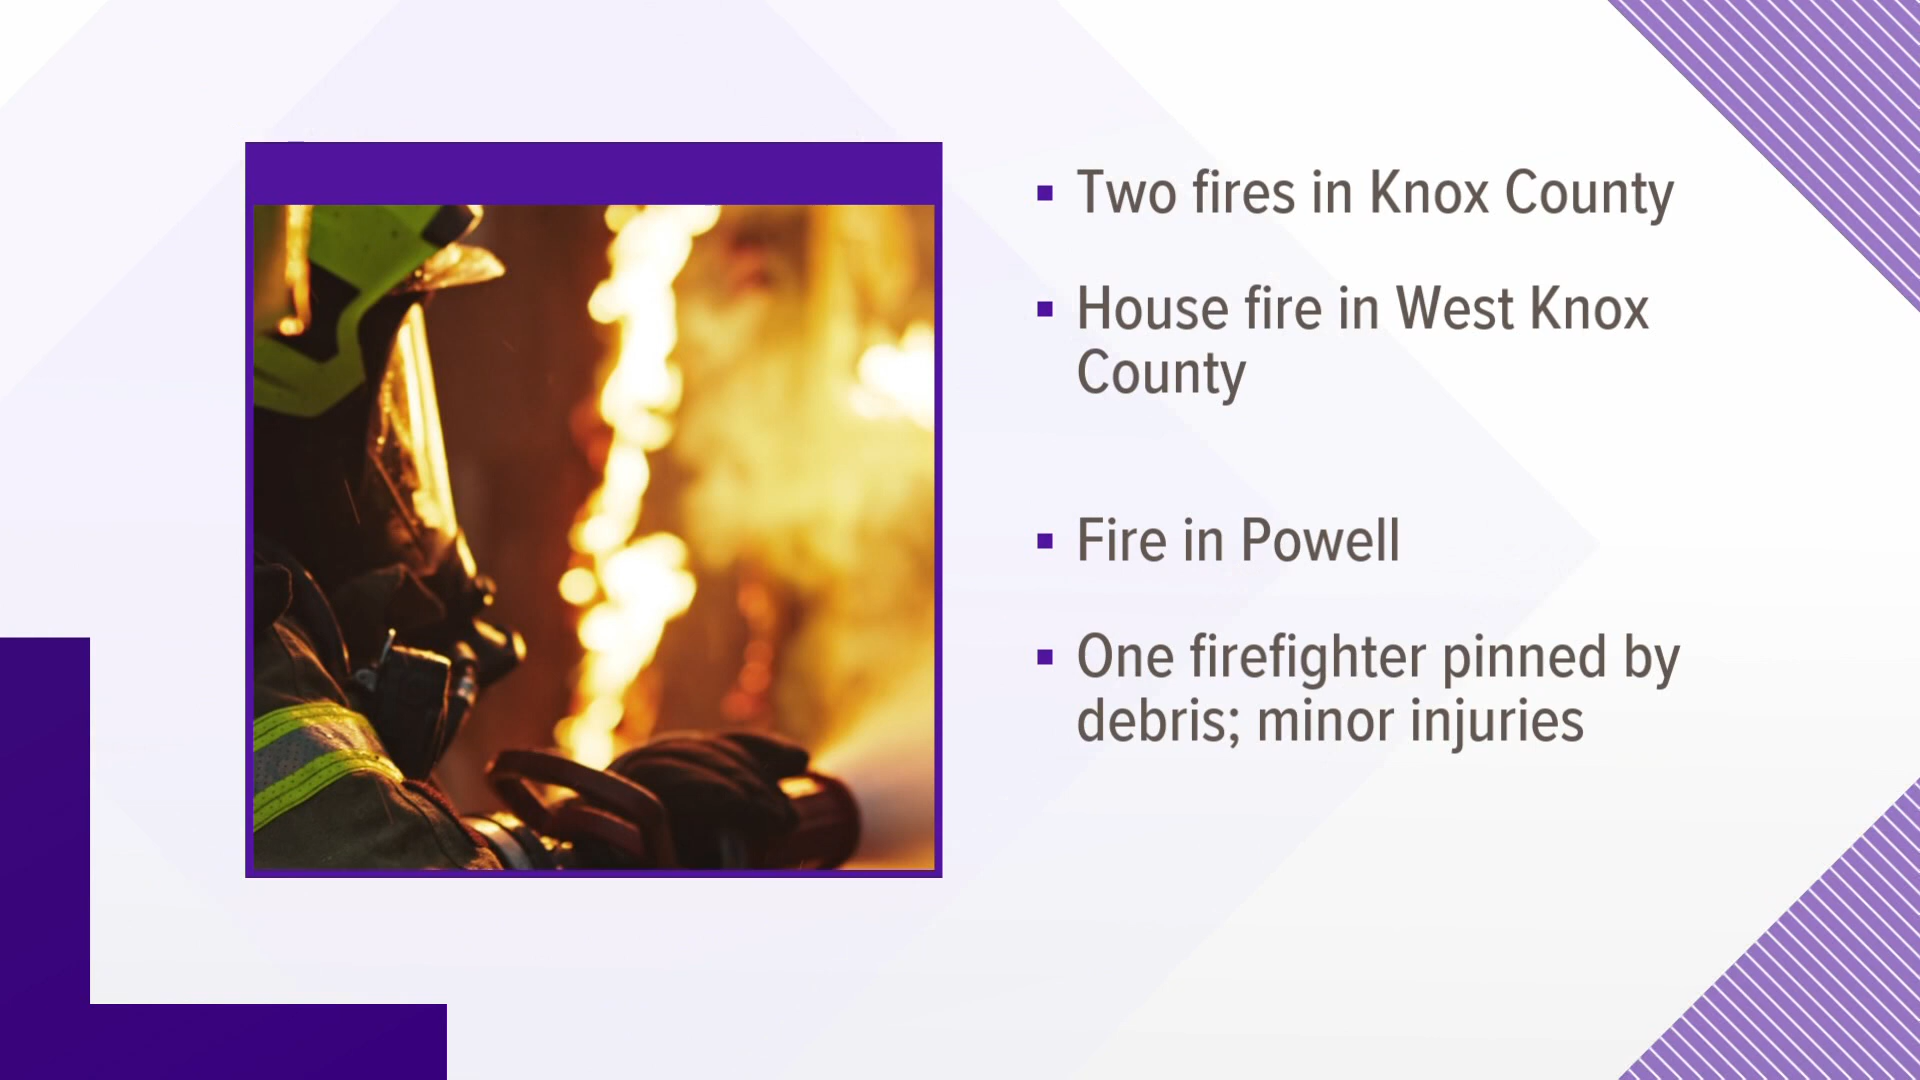 Two fires in Knox County
House fire in West Knox
County
Fire in Powell
One firefighter pinned by
debris; minor injuries